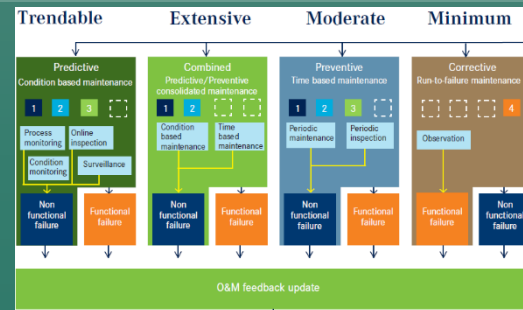 Trendable
Extensive
Moderate
Minimum
Predictive
Condition based maintenance
1 2 3
Process
monitoring
Online
inspection
Condition
monitoring
Surveillance
Non
functional
failure
Functional
failure
Combined
Predictive/Preventive
consolidated maintenance
1 2
Condition
based
maintenance
Time
based
maintenance
Non
functional
failure
Functional
failure
Preventive
Time based maintenance
1 2 3
Periodic
maintenance
Periodic
inspection
Non
functional
failure
Functional
failure
Corrective
Run-to-failure maintenance
4
Observation
Functional
failure
Non
functional
failure
O&M feedback update